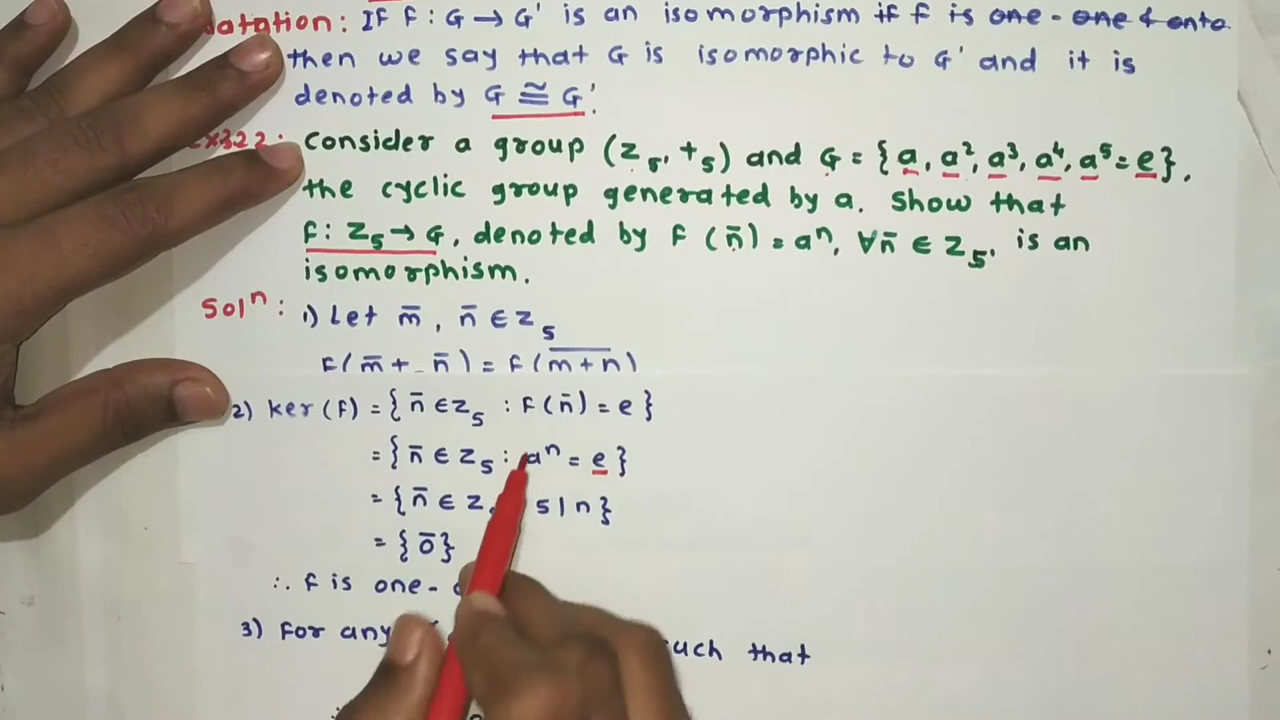 : If f : G → G' is an isomorphism if f is one-one & onto.
then we say that G is isomorphic to G' and it is
denoted by G ≅ G'.
Ex322: Consider a group (Z₅, +₅) and G = {a, a², a³, a⁴, a⁵ = e}.
the cyclic group generated by a. Show that
f : Z₅ → G, denoted by f (n̄) = aⁿ, ∀n̄ ∈ Z₅, is an
isomorphism.
Solⁿ : 1) Let m̄, n̄ ∈ Z₅
f(m̄ + n̄) = f(m̅+̅n̅)
2) ker (f) = {n̄ ∈ Z₅ : f(n̄) = e}
= {n̄ ∈ Z₅ : aⁿ = e}
= {n̄ ∈ Z 5 | n}
= {0̄}
∴ f is one-
3) For any such that